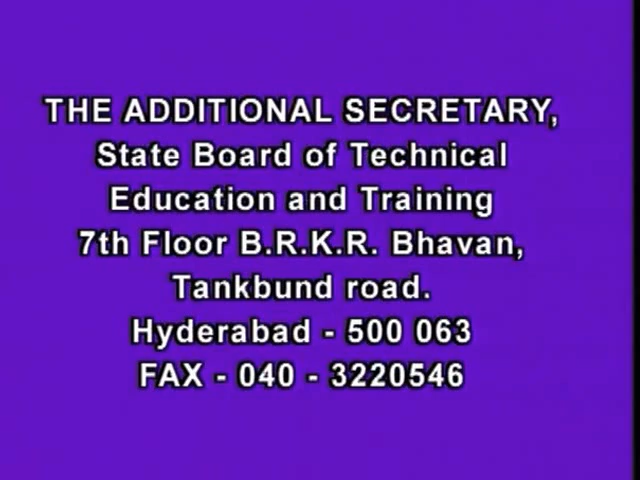 THE ADDITIONAL SECRETARY,
State Board of Technical
Education and Training
7th Floor B.R.K.R. Bhavan,
Tankbund road.
Hyderabad - 500 063
FAX - 040 - 3220546